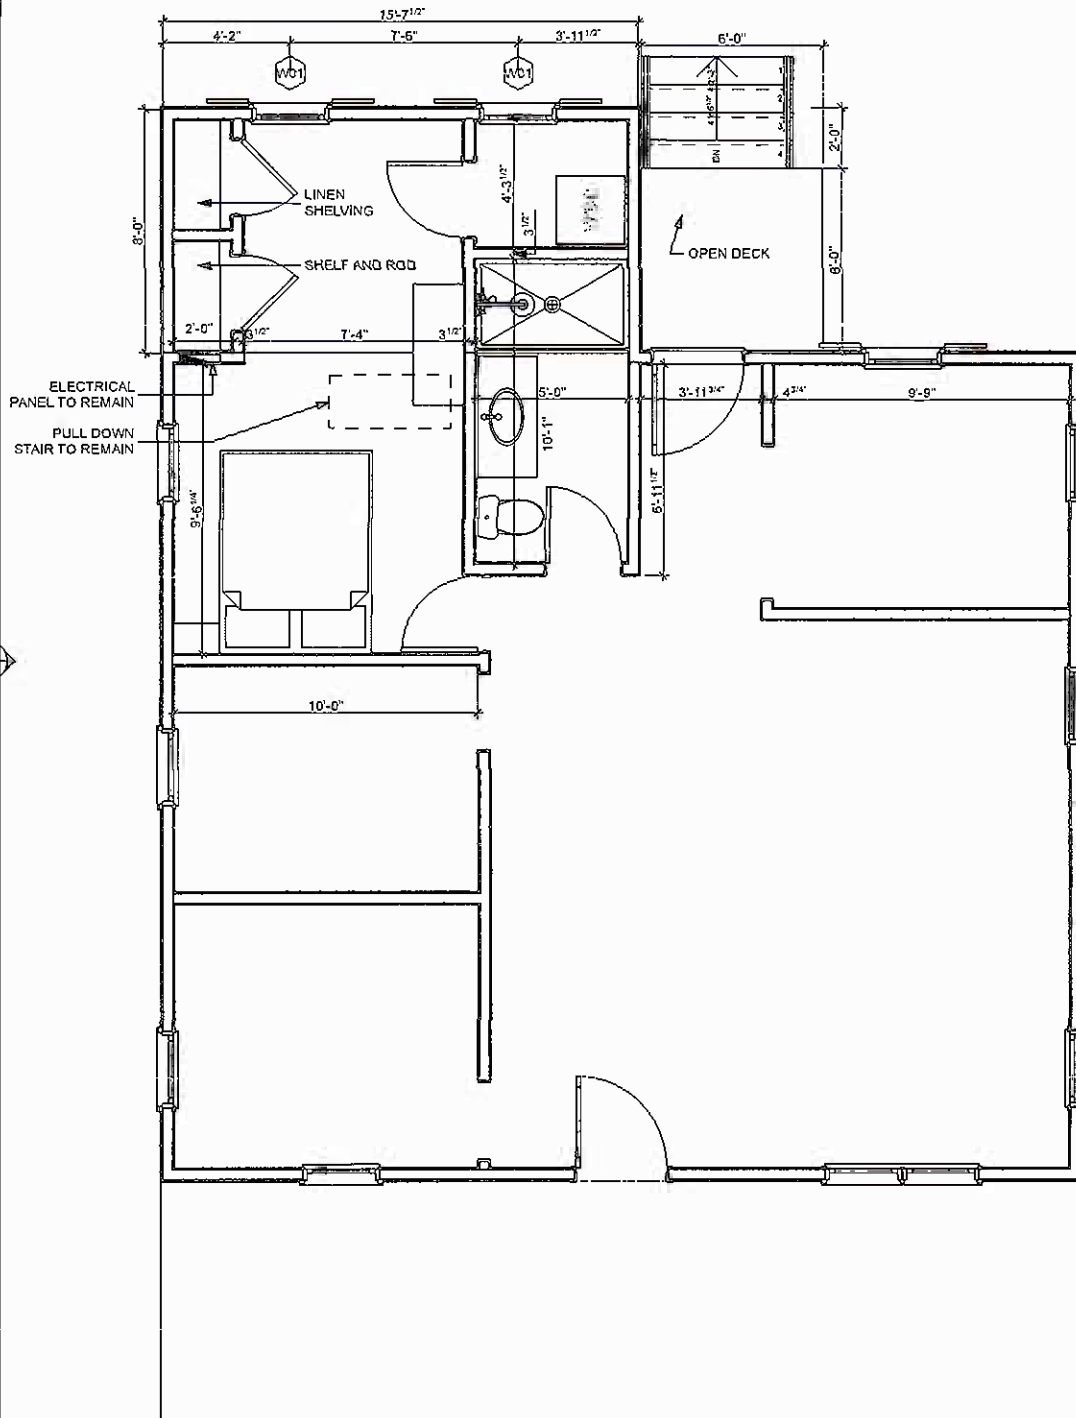 15'-7 1/2"
4'-2"
7'-6"
3'-11 1/2"
6'-0"
W01
W01
1
2
3
4
DN
2'-0"
8'-0"
4'-3 1/2"
3 1/2"
LINEN
SHELVING
OPEN DECK
6'-0"
SHELF AND ROD
2'-0"
3 1/2"
7'-4"
3 1/2"
ELECTRICAL
PANEL TO REMAIN
5'-0"
3'-11 3/4"
4 3/4"
9'-9"
PULL DOWN
STAIR TO REMAIN
10'-1"
9'-6 1/4"
6'-11 1/2"
10'-0"